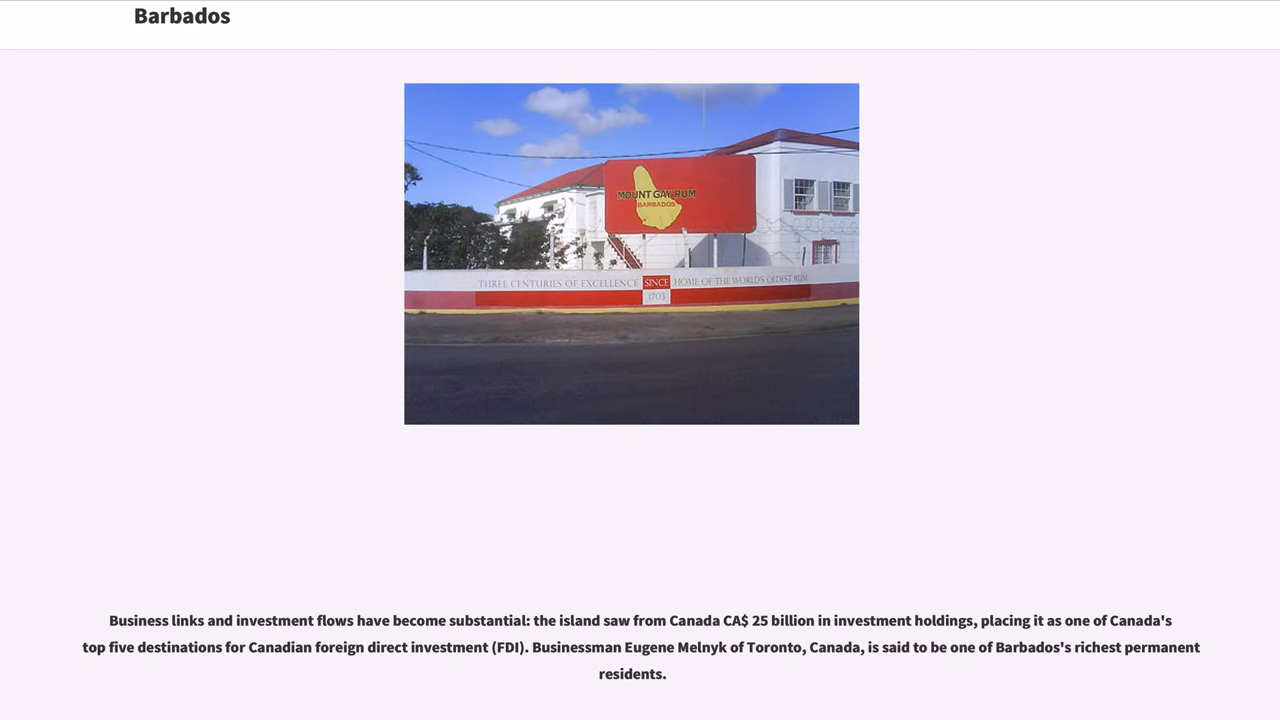 Barbados
MOUNT GAY RUM
BARBADOS
THREE CENTURIES OF EXCELLENCE SINCE HOME OF THE WORLD'S OLDEST RUM
1703
Business links and investment flows have become substantial: the island saw from Canada CA$ 25 billion in investment holdings, placing it as one of Canada's
top five destinations for Canadian foreign direct investment (FDI). Businessman Eugene Melnyk of Toronto, Canada, is said to be one of Barbados's richest permanent
residents.